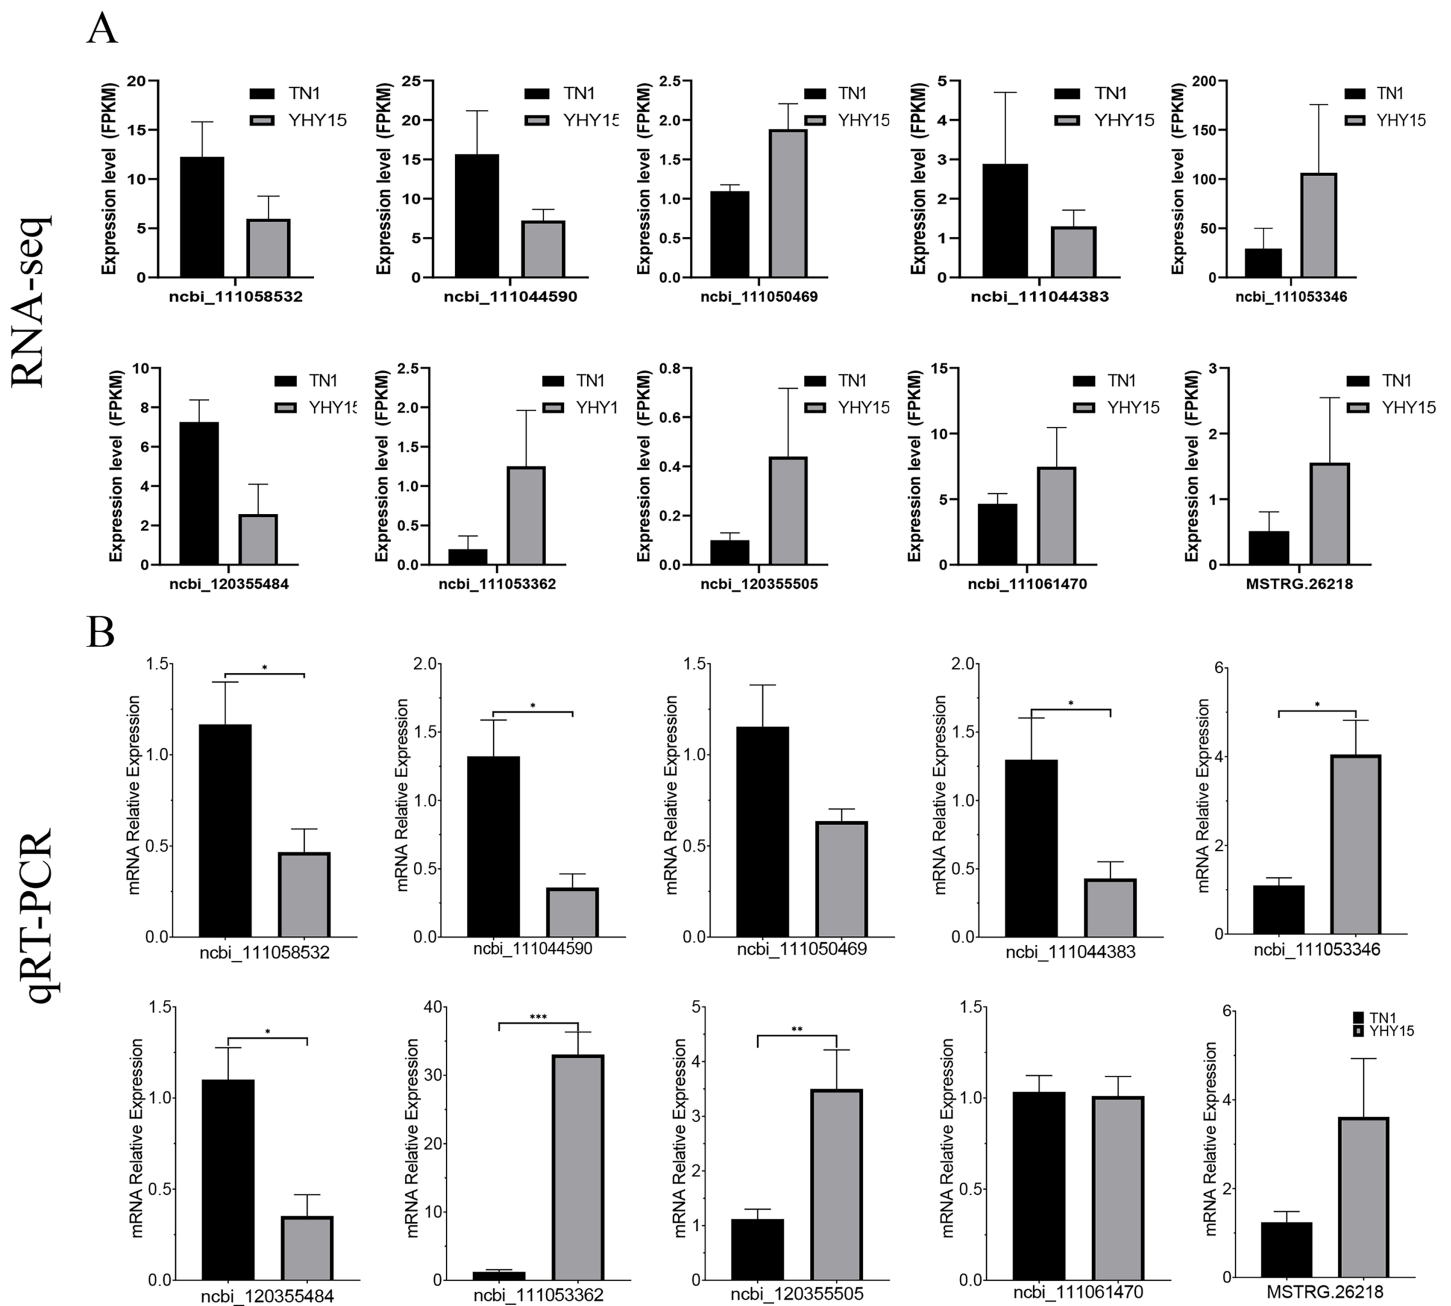 A
RNA-seq
Expression level (FPKM)
20
15
10
5
0
TN1
YHY15
ncbi_111058532
Expression level (FPKM)
25
20
15
10
5
0
TN1
YHY15
ncbi_111044590
Expression level (FPKM)
2.5
2.0
1.5
1.0
0.5
0.0
TN1
YHY15
ncbi_111050469
Expression level (FPKM)
5
4
3
2
1
0
TN1
YHY15
ncbi_111044383
Expression level (FPKM)
200
150
100
50
0
TN1
YHY15
ncbi_111053346
Expression level (FPKM)
10
8
6
4
2
0
TN1
YHY15
ncbi_120355484
Expression level (FPKM)
2.5
2.0
1.5
1.0
0.5
0.0
TN1
YHY1
ncbi_111053362
Expression level (FPKM)
0.8
0.6
0.4
0.2
0.0
TN1
YHY15
ncbi_120355505
Expression level (FPKM)
15
10
5
0
TN1
YHY15
ncbi_111061470
Expression level (FPKM)
3
2
1
0
TN1
YHY15
MSTRG.26218
B
qRT-PCR
mRNA Relative Expression
1.5
1.0
0.5
0.0
*
ncbi_111058532
mRNA Relative Expression
2.0
1.5
1.0
0.5
0.0
*
ncbi_111044590
mRNA Relative Expression
1.5
1.0
0.5
0.0
ncbi_111050469
mRNA Relative Expression
2.0
1.5
1.0
0.5
0.0
*
ncbi_111044383
mRNA Relative Expression
6
4
2
0
*
ncbi_111053346
mRNA Relative Expression
1.5
1.0
0.5
0.0
*
ncbi_120355484
mRNA Relative Expression
40
30
20
10
0
***
ncbi_111053362
mRNA Relative Expression
5
4
3
2
1
0
**
ncbi_120355505
mRNA Relative Expression
1.5
1.0
0.5
0.0
ncbi_111061470
mRNA Relative Expression
6
4
2
0
TN1
YHY15
MSTRG.26218